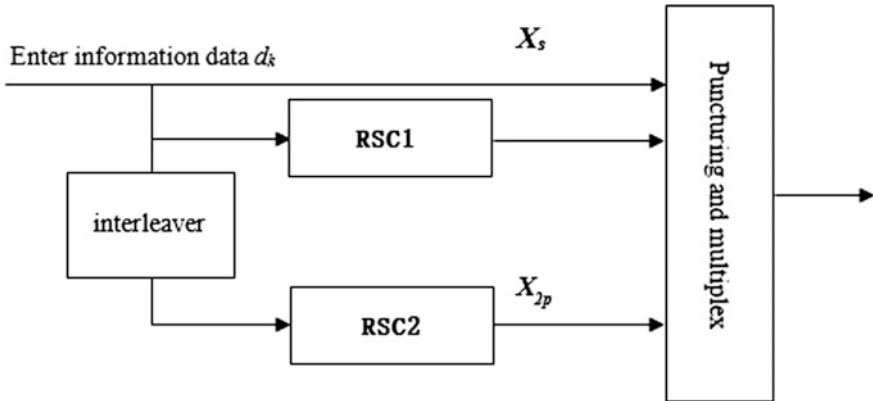 Enter information data dk
Xs
RSC1
interleaver
RSC2
X2p
Puncturing and multiplex